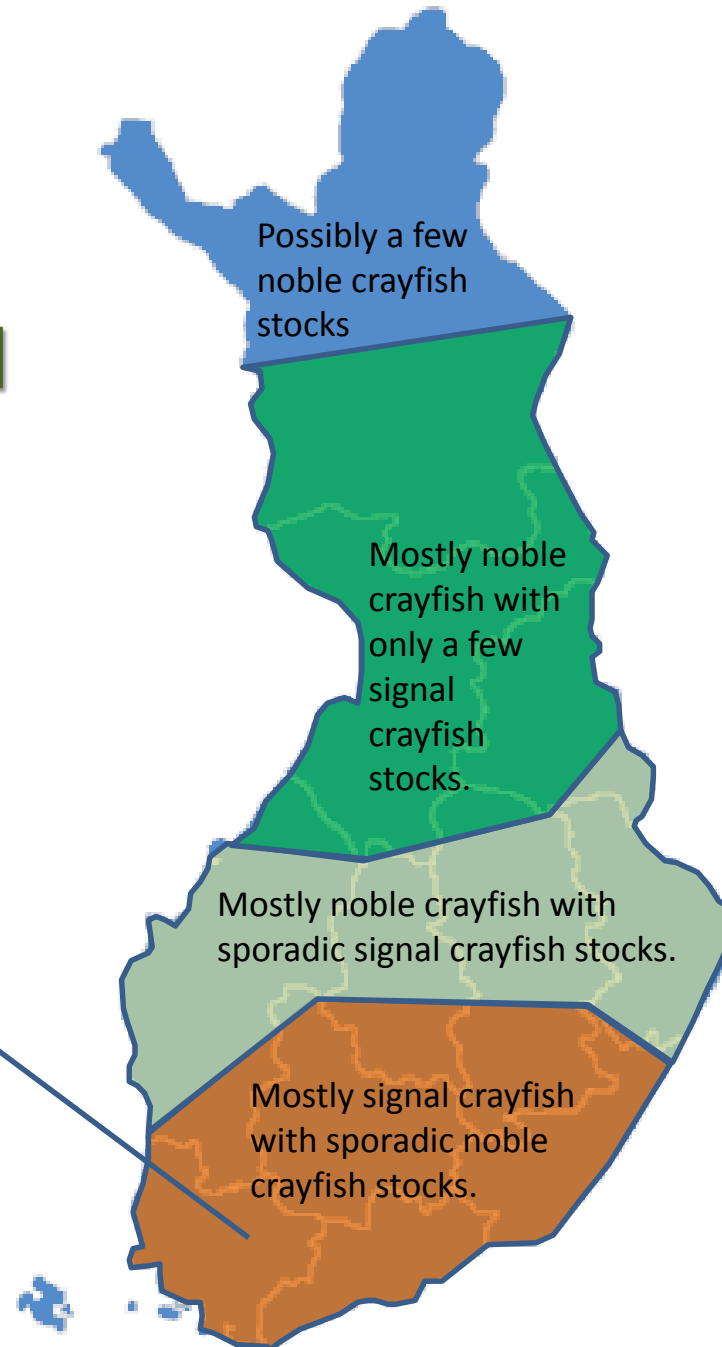 Possibly a few
noble crayfish
stocks
Mostly noble
crayfish with
only a few
signal
crayfish
stocks.
Mostly noble crayfish with
sporadic signal crayfish stocks.
Mostly signal crayfish
with sporadic noble
crayfish stocks.